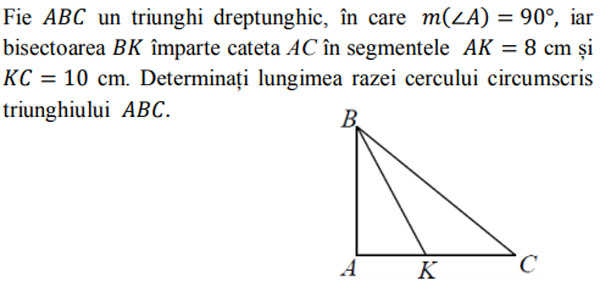 Fie ABC un triunghi dreptunghic, în care m(∠A) = 90°, iar
bisectoarea BK împarte cateta AC în segmentele AK = 8 cm și
KC = 10 cm. Determinați lungimea razei cercului circumscris
triunghiului ABC.
B
A
K
C